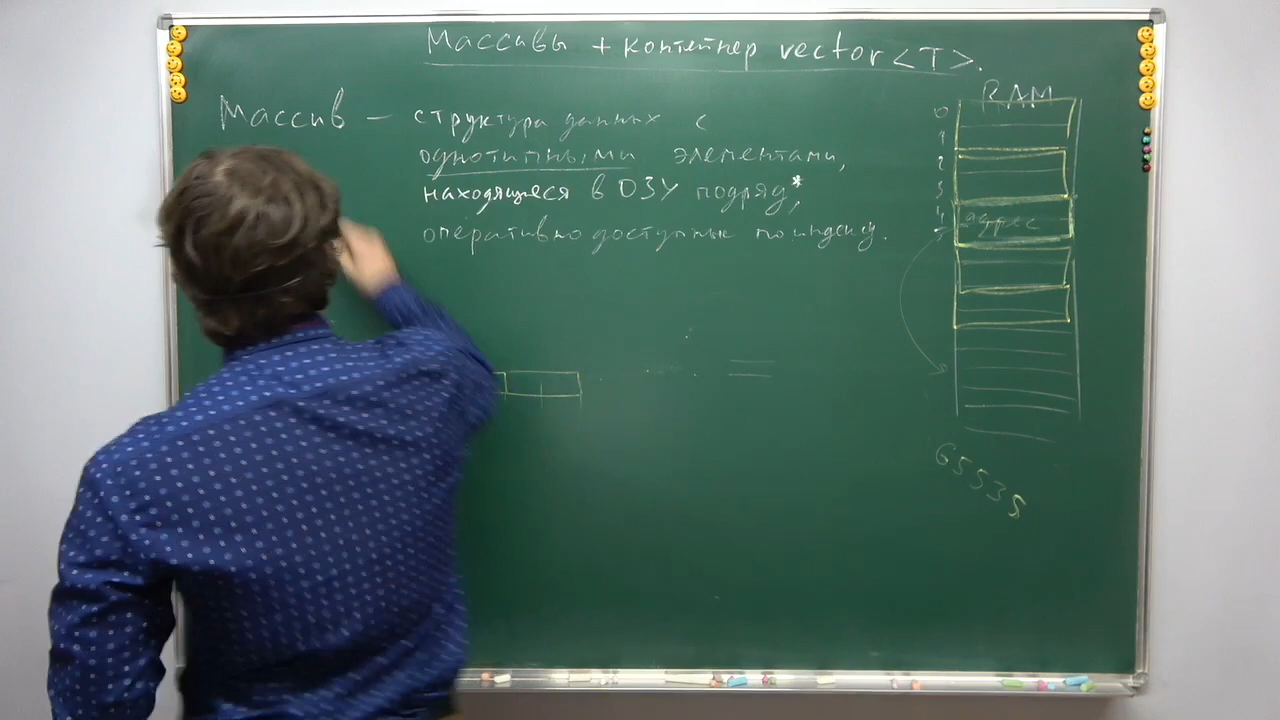 Массивы + контейнер vector<T>.
Массив — структура данных с
однотипными элементами,
находящиеся в ОЗУ подряд*,
оперативно доступные по индексу.
RAM
0
1
2
3
4
адрес
65535